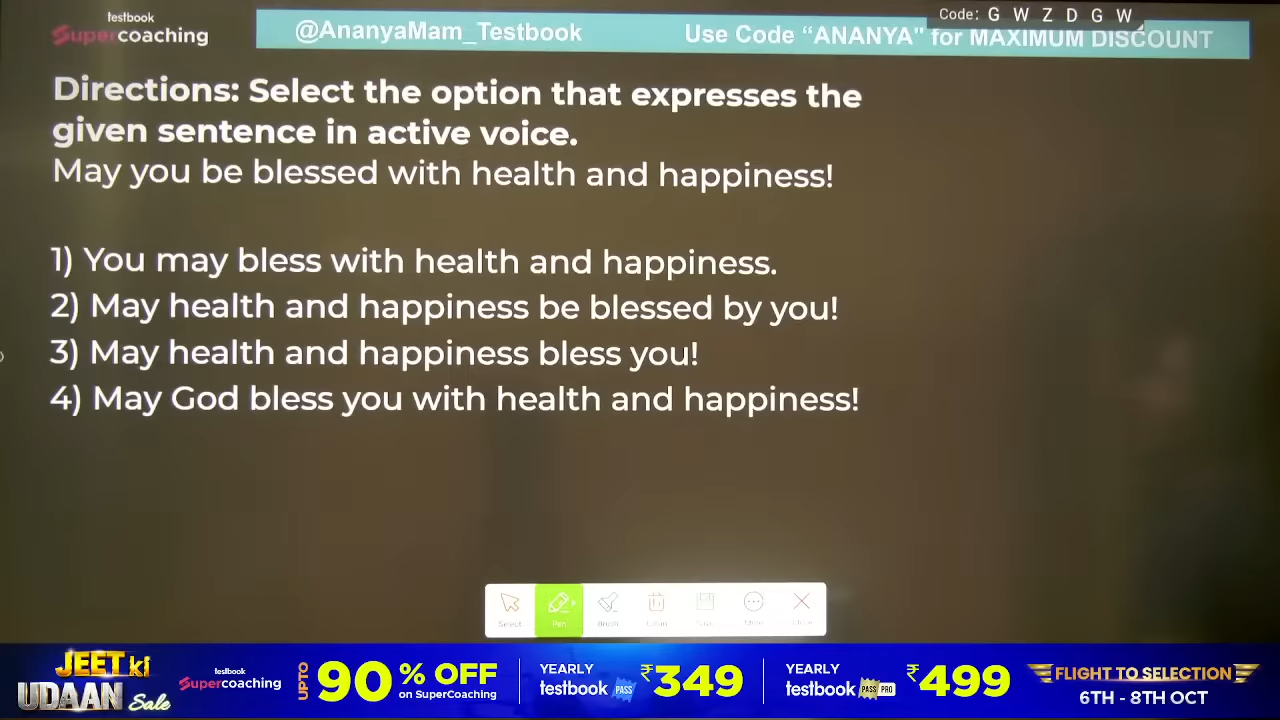 testbook
Supercoaching
@AnanyaMam_Testbook
Use Code “ANANYA" for MAXIMUM DISCOUNT
Code: G W Z D G W
Directions: Select the option that expresses the
given sentence in active voice.
May you be blessed with health and happiness!
1) You may bless with health and happiness.
2) May health and happiness be blessed by you!
3) May health and happiness bless you!
4) May God bless you with health and happiness!
Select
Pen
Brush
More
JEET ki
UDAAN Sale
testbook
Supercoaching
UPTO 90% OFF
on SuperCoaching
YEARLY
testbook PASS
₹349
YEARLY
testbook PASS PRO
₹499
FLIGHT TO SELECTION
6TH - 8TH OCT